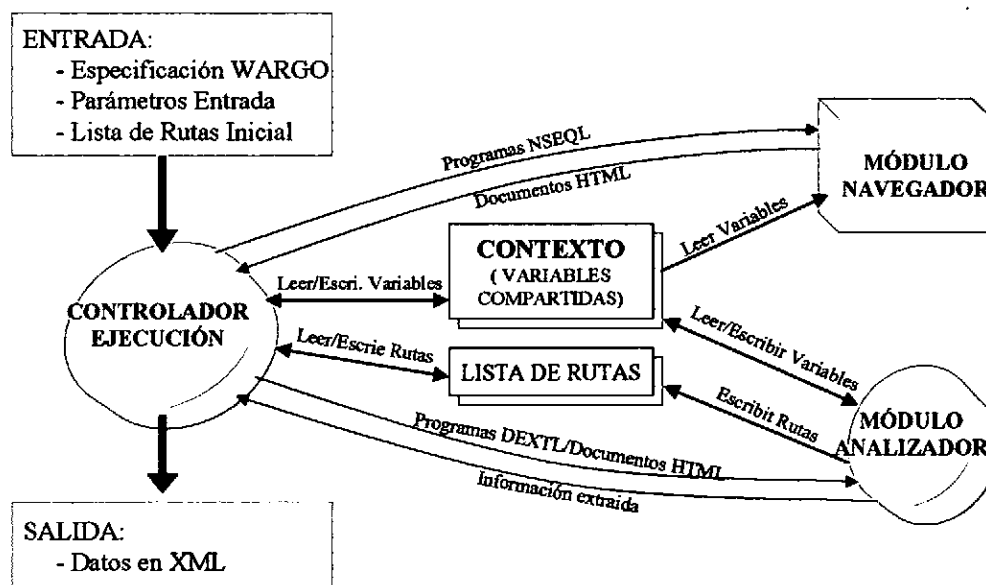 ENTRADA:
- Especificación WARGO
- Parámetros Entrada
- Lista de Rutas Inicial
Programas NSEQL
Documentos HTML
MÓDULO
NAVEGADOR
Leer Variables
CONTEXTO
( VARIABLES
COMPARTIDAS)
Leer/Escri. Variables
CONTROLADOR
EJECUCIÓN
Leer/Escrie Rutas
LISTA DE RUTAS
Leer/Escribir Variables
Escribit Rutas
MÓDULO
ANALIZADOR
Programas DEXTL/Documentos HTML
Información extraida
SALIDA:
- Datos en XML